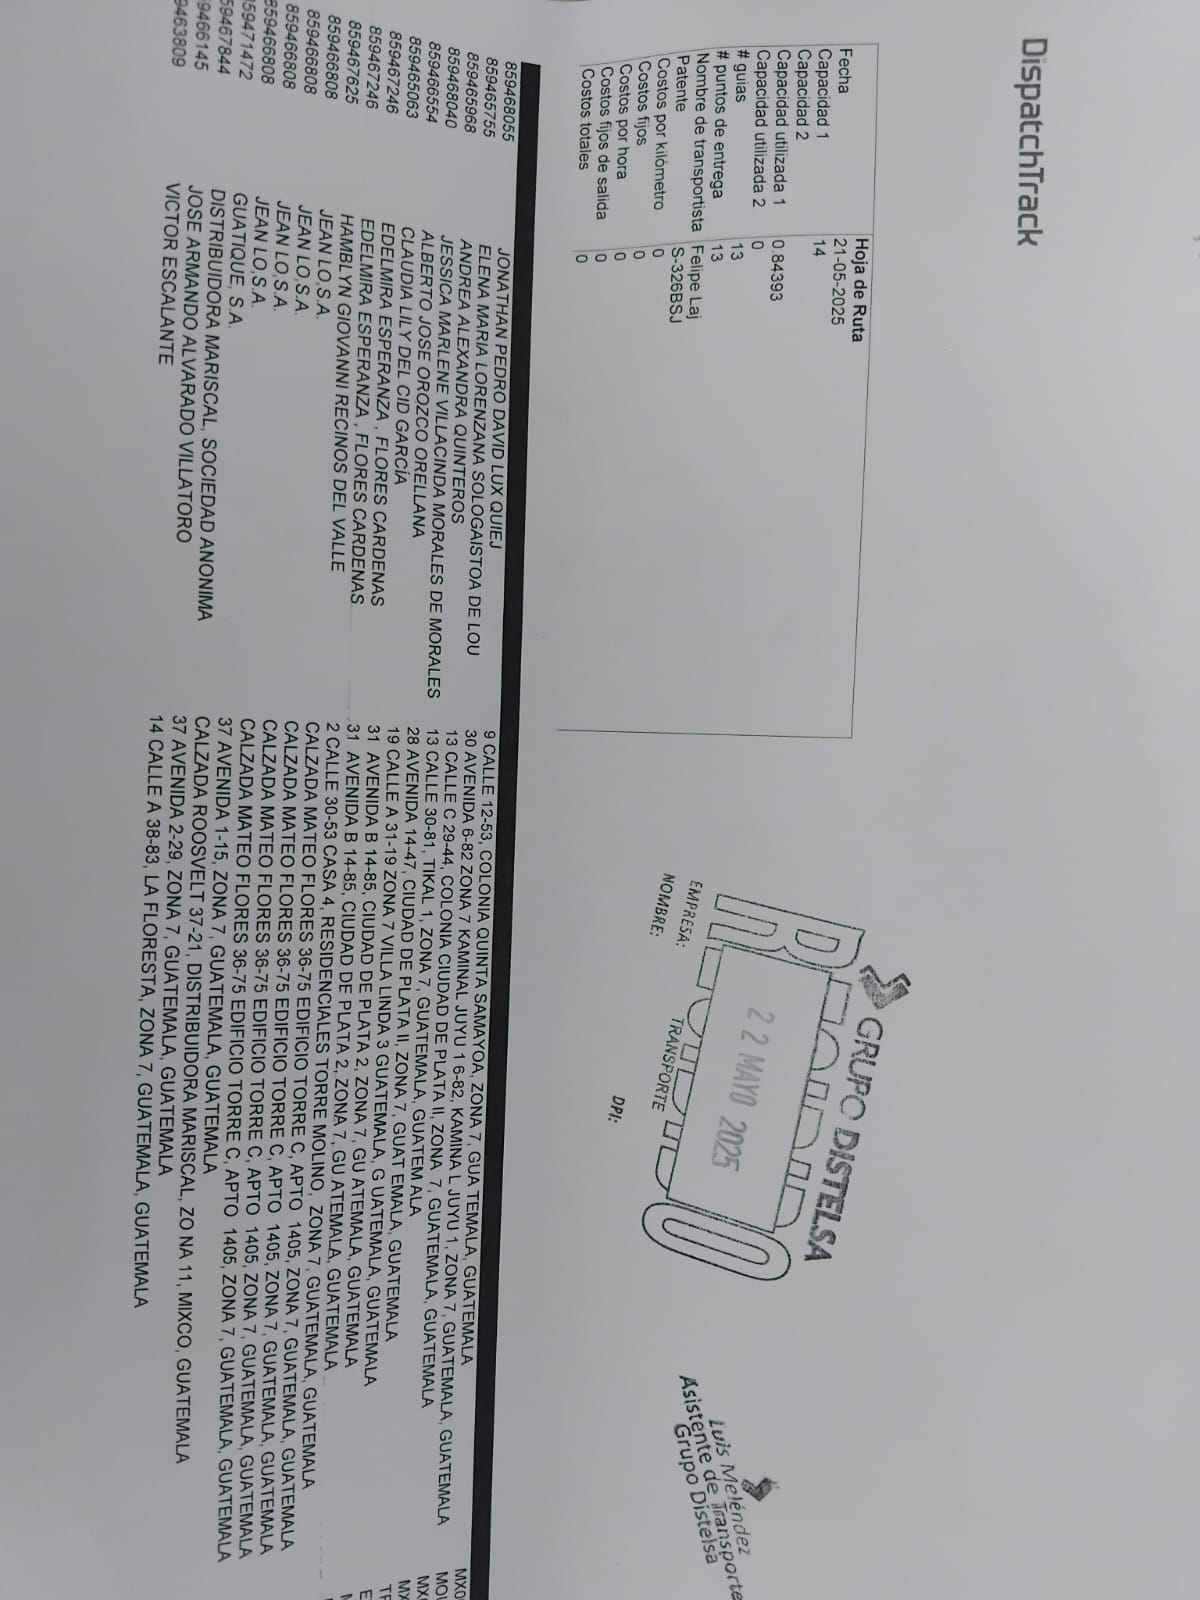 DispatchTrack
Hoja de Ruta
Fecha 21-05-2025
Capacidad 1 14
Capacidad 2
Capacidad utilizada 1 0.84393
Capacidad utilizada 2 0
# guias 13
# puntos de entrega 13
Nombre de transportista Felipe Laj
Patente S-326BSJ
Costos por kilómetro 0
Costos fijos 0
Costos por hora 0
Costos fijos de salida 0
Costos totales 0
GRUPO DISTELSA
RECIBIDO
22 MAYO 2025
EMPRESA: TRANSPORTE
NOMBRE:
DPI:
Luis Meléndez
Asistente de Transporte
Grupo Distelsa
859468055 JONATHAN PEDRO DAVID LUX QUIEJ 9 CALLE 12-53, COLONIA QUINTA SAMAYOA, ZONA 7, GUA TEMALA, GUATEMALA
859465755 ELENA MARIA LORENZANA SOLOGAISTOA DE LOU 30 AVENIDA 6-82 ZONA 7 KAMINAL JUYU 1 6-82, KAMINA L JUYU 1, ZONA 7, GUATEMALA, GUATEMALA
859465968 ANDREA ALEXANDRA QUINTEROS 13 CALLE C 29-44, COLONIA CIUDAD DE PLATA II, ZONA 7, GUATEMALA, GUATEMALA
859468040 JESSICA MARLENE VILLACINDA MORALES DE MORALES 13 CALLE 30-81, TIKAL 1, ZONA 7, GUATEMALA, GUATEM ALA
859466554 ALBERTO JOSE OROZCO ORELLANA 28 AVENIDA 14-47, CIUDAD DE PLATA II, ZONA 7, GUAT EMALA, GUATEMALA
859465063 CLAUDIA LILY DEL CID GARCÍA 19 CALLE A 31-19 ZONA 7 VILLA LINDA 3 GUATEMALA, G UATEMALA, GUATEMALA
859467246 EDELMIRA ESPERANZA , FLORES CARDENAS 31 AVENIDA B 14-85, CIUDAD DE PLATA 2, ZONA 7, GU ATEMALA, GUATEMALA
859467246 EDELMIRA ESPERANZA , FLORES CARDENAS 31 AVENIDA B 14-85, CIUDAD DE PLATA 2, ZONA 7, GU ATEMALA, GUATEMALA
859467625 HAMBLYN GIOVANNI RECINOS DEL VALLE 2 CALLE 30-53 CASA 4, RESIDENCIALES TORRE MOLINO, ZONA 7, GUATEMALA, GUATEMALA
859466808 JEAN LO,S.A. CALZADA MATEO FLORES 36-75 EDIFICIO TORRE C, APTO 1405, ZONA 7, GUATEMALA, GUATEMALA
859466808 JEAN LO,S.A. CALZADA MATEO FLORES 36-75 EDIFICIO TORRE C, APTO 1405, ZONA 7, GUATEMALA, GUATEMALA
859466808 JEAN LO,S.A. CALZADA MATEO FLORES 36-75 EDIFICIO TORRE C, APTO 1405, ZONA 7, GUATEMALA, GUATEMALA
859466808 JEAN LO,S.A. CALZADA MATEO FLORES 36-75 EDIFICIO TORRE C, APTO 1405, ZONA 7, GUATEMALA, GUATEMALA
59471472 GUATIQUE, S.A. 37 AVENIDA 1-15, ZONA 7, GUATEMALA, GUATEMALA
59467844 DISTRIBUIDORA MARISCAL, SOCIEDAD ANONIMA CALZADA ROOSVELT 37-21, DISTRIBUIDORA MARISCAL, ZO NA 11, MIXCO, GUATEMALA
9466145 JOSE ARMANDO ALVARADO VILLATORO 37 AVENIDA 2-29, ZONA 7, GUATEMALA, GUATEMALA
9463809 VICTOR ESCALANTE 14 CALLE A 38-83, LA FLORESTA, ZONA 7, GUATEMALA, GUATEMALA